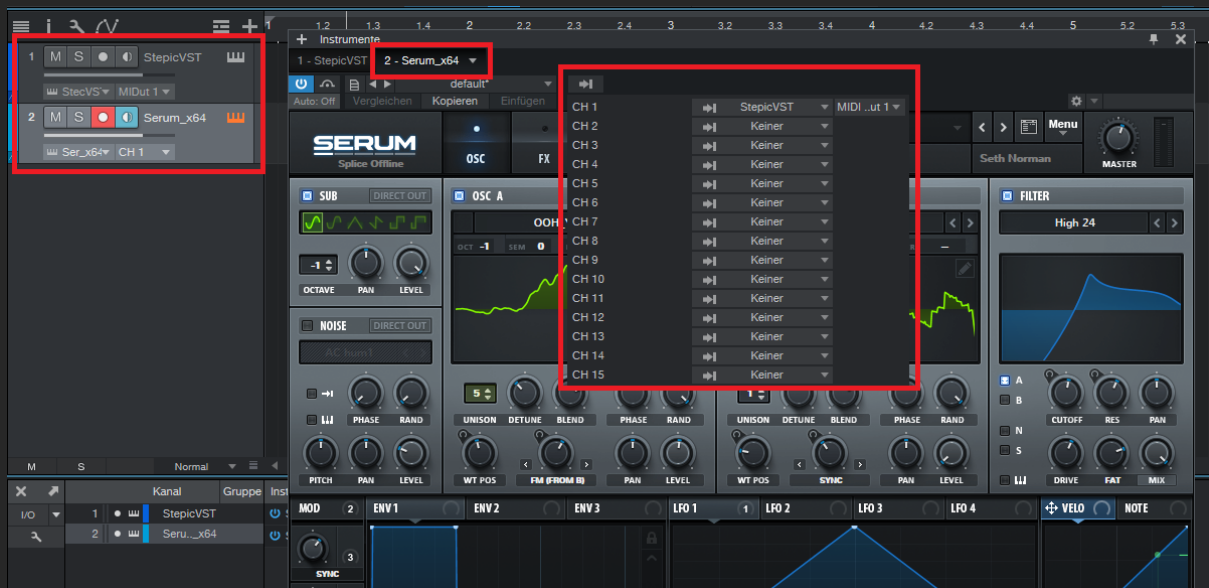 1 1.2 1.3 1.4 2 2.2 2.3 2.4 3 3.2 3.3 3.4 4 4.2 4.3 4.4 5 5.2 5.3
Instrumente
1 M S StepicVST
StecVS' MIDut 1
2 M S Serum_x64
Ser_x64 CH 1
1 - StepicVST 2 - Serum_x64
default*
Auto: Off Vergleichen Kopieren Einfügen
CH 1 StepicVST MIDI ..ut 1
CH 2 Keiner
CH 3 Keiner
CH 4 Keiner
CH 5 Keiner
CH 6 Keiner
CH 7 Keiner
CH 8 Keiner
CH 9 Keiner
CH 10 Keiner
CH 11 Keiner
CH 12 Keiner
CH 13 Keiner
CH 14 Keiner
CH 15 Keiner
SERUM
Splice Offline
OSC FX
Menu
Seth Norman
MASTER
SUB DIRECT OUT
-1
OCTAVE PAN LEVEL
NOISE DIRECT OUT
AC hum1
PHASE RAND
PITCH PAN LEVEL
OSC A
OCT -1 SEM 0
5
UNISON DETUNE BLEND PHASE RAND
WT POS FM (FROM B) PAN LEVEL
1
UNISON DETUNE BLEND PHASE RAND
WT POS SYNC PAN LEVEL
FILTER
High 24
A
B
N
S
CUTOFF RES PAN
DRIVE FAT MIX
M S Normal
Kanal Gruppe Inst
I/O 1 StepicVST
2 Seru.._x64
MOD 2 ENV 1 ENV 2 ENV 3 LFO 1 1 LFO 2 LFO 3 LFO 4 VELO NOTE
3
SYNC